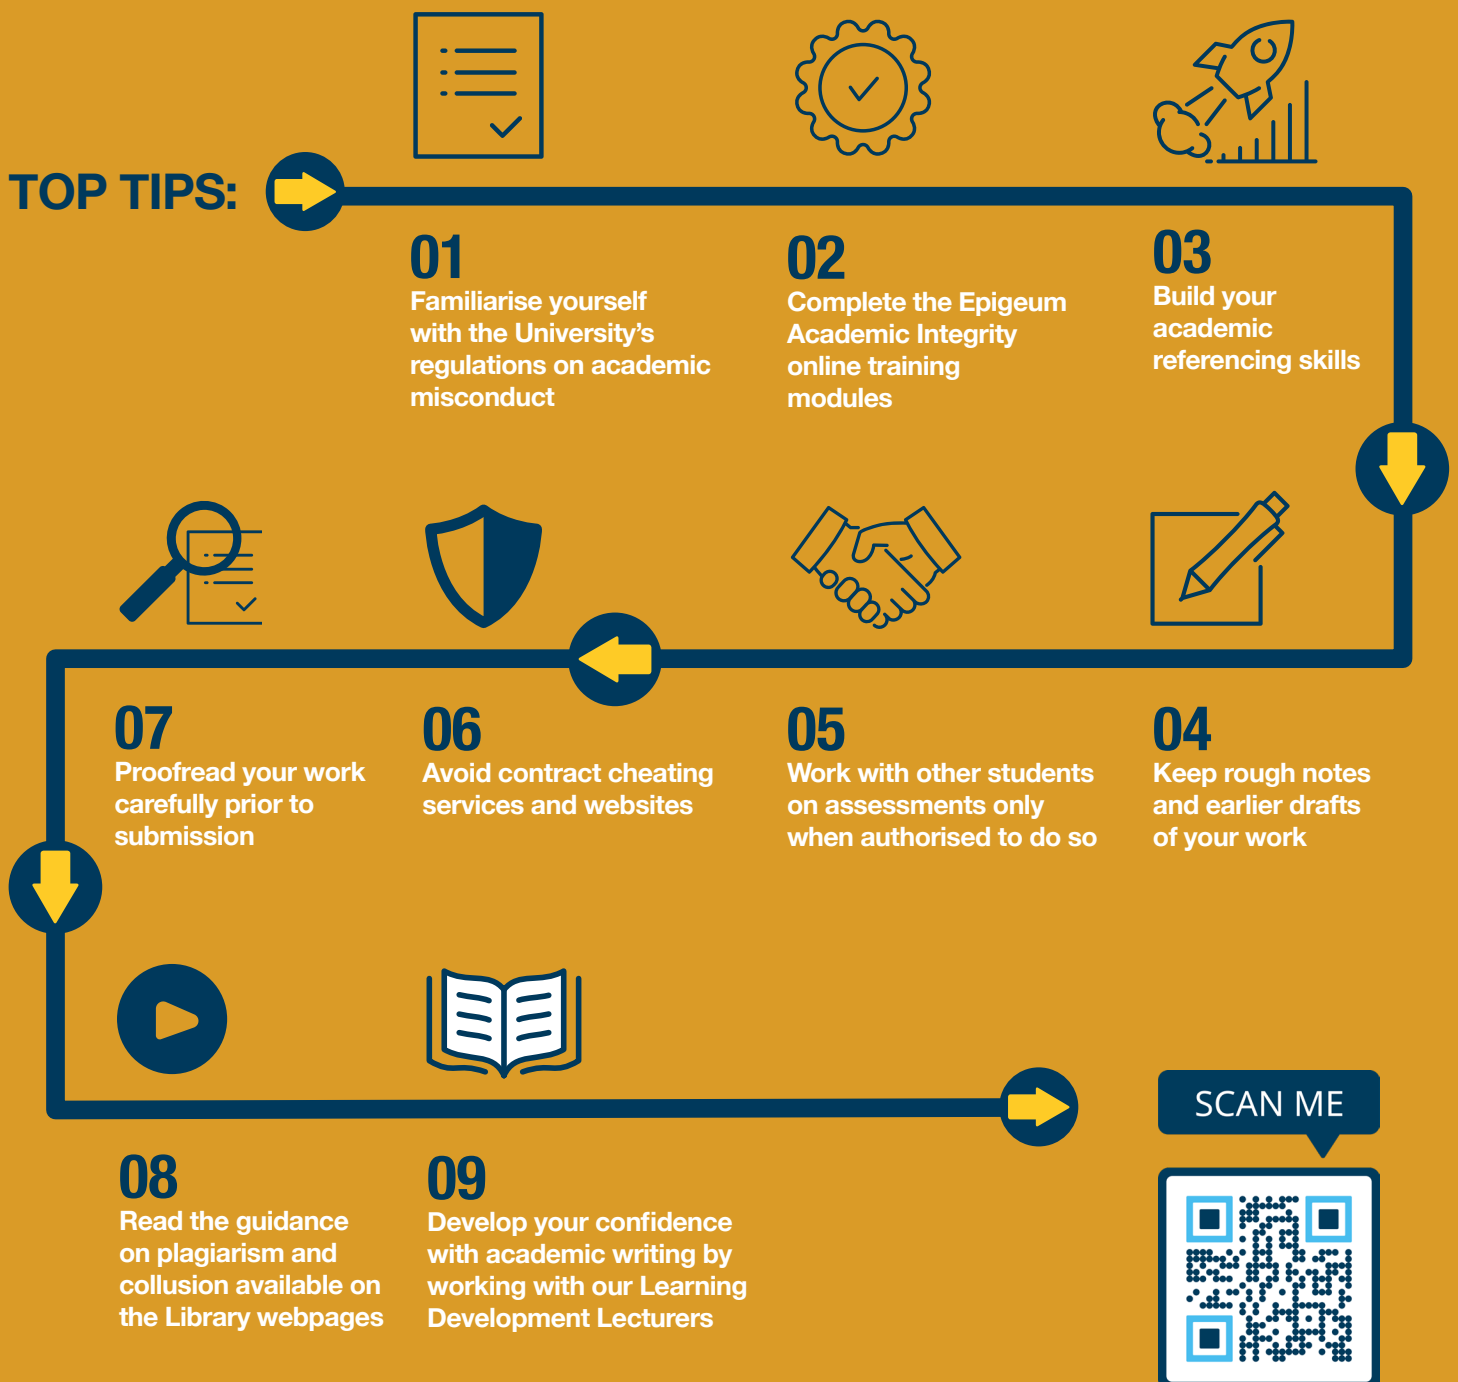 TOP TIPS:
01
Familiarise yourself
with the University’s
regulations on academic
misconduct
02
Complete the Epigeum
Academic Integrity
online training
modules
03
Build your
academic
referencing skills
04
Keep rough notes
and earlier drafts
of your work
05
Work with other students
on assessments only
when authorised to do so
06
Avoid contract cheating
services and websites
07
Proofread your work
carefully prior to
submission
08
Read the guidance
on plagiarism and
collusion available on
the Library webpages
09
Develop your confidence
with academic writing by
working with our Learning
Development Lecturers
SCAN ME